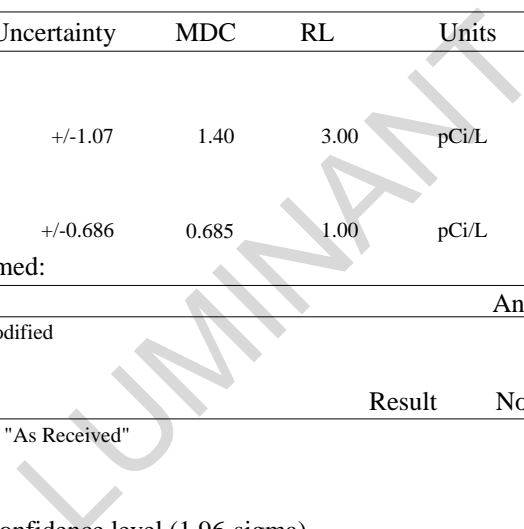 Uncertainty MDC RL Units
+/-1.07 1.40 3.00 pCi/L
+/-0.686 0.685 1.00 pCi/L
med:
An
odified
Result No
"As Received"
onfidence level (1.96-sigma)
LUMINANT